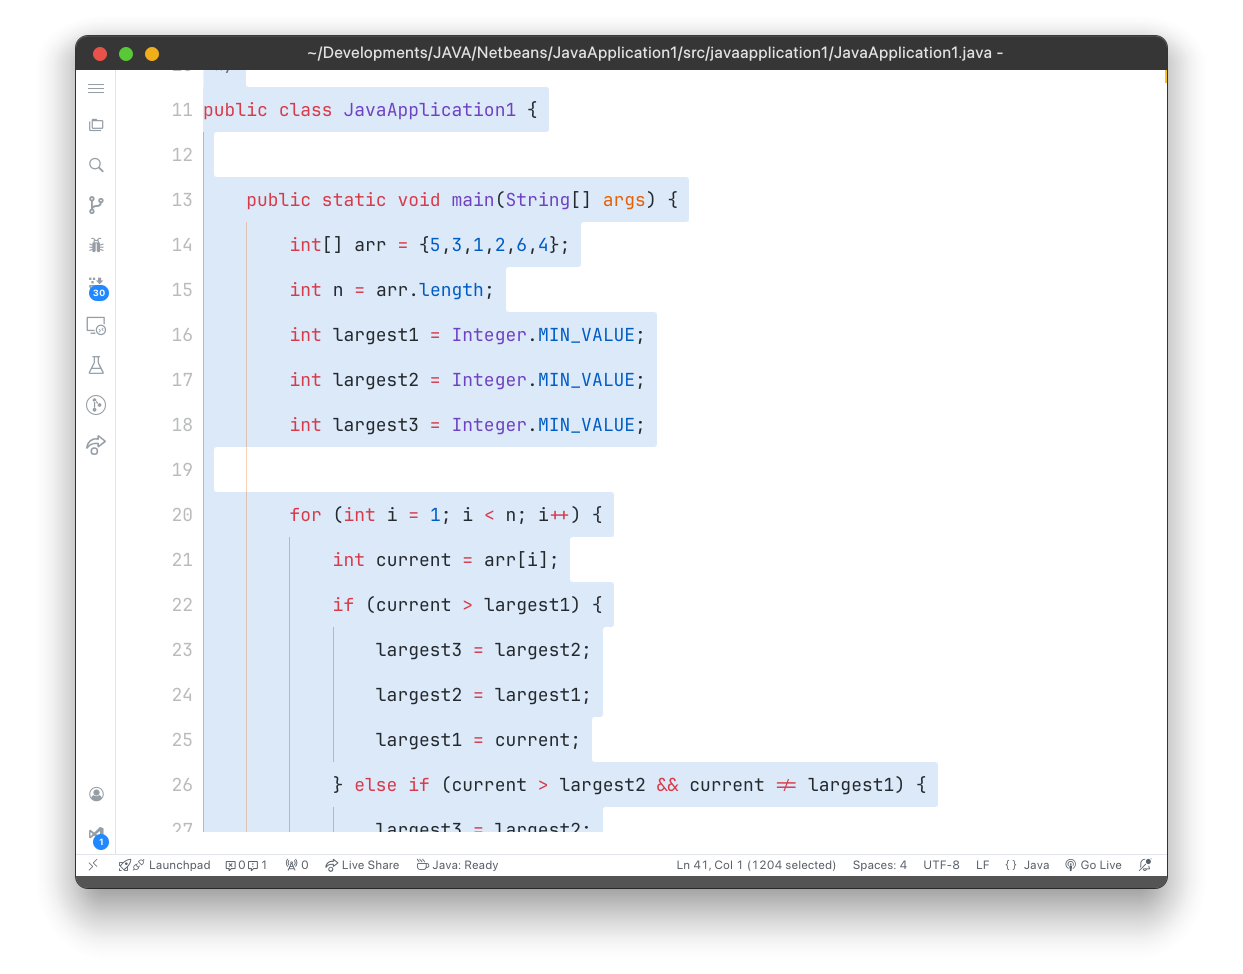 ~/Developments/JAVA/Netbeans/JavaApplication1/src/javaapplication1/JavaApplication1.java -
11 public class JavaApplication1 {
12
13 public static void main(String[] args) {
14 int[] arr = {5,3,1,2,6,4};
15 int n = arr.length;
16 int largest1 = Integer.MIN_VALUE;
17 int largest2 = Integer.MIN_VALUE;
18 int largest3 = Integer.MIN_VALUE;
19
20 for (int i = 1; i < n; i++) {
21 int current = arr[i];
22 if (current > largest1) {
23 largest3 = largest2;
24 largest2 = largest1;
25 largest1 = current;
26 } else if (current > largest2 && current != largest1) {
27 largest3 = largest2;
30
1
Launchpad 0 1 0 Live Share Java: Ready Ln 41, Col 1 (1204 selected) Spaces: 4 UTF-8 LF {} Java Go Live